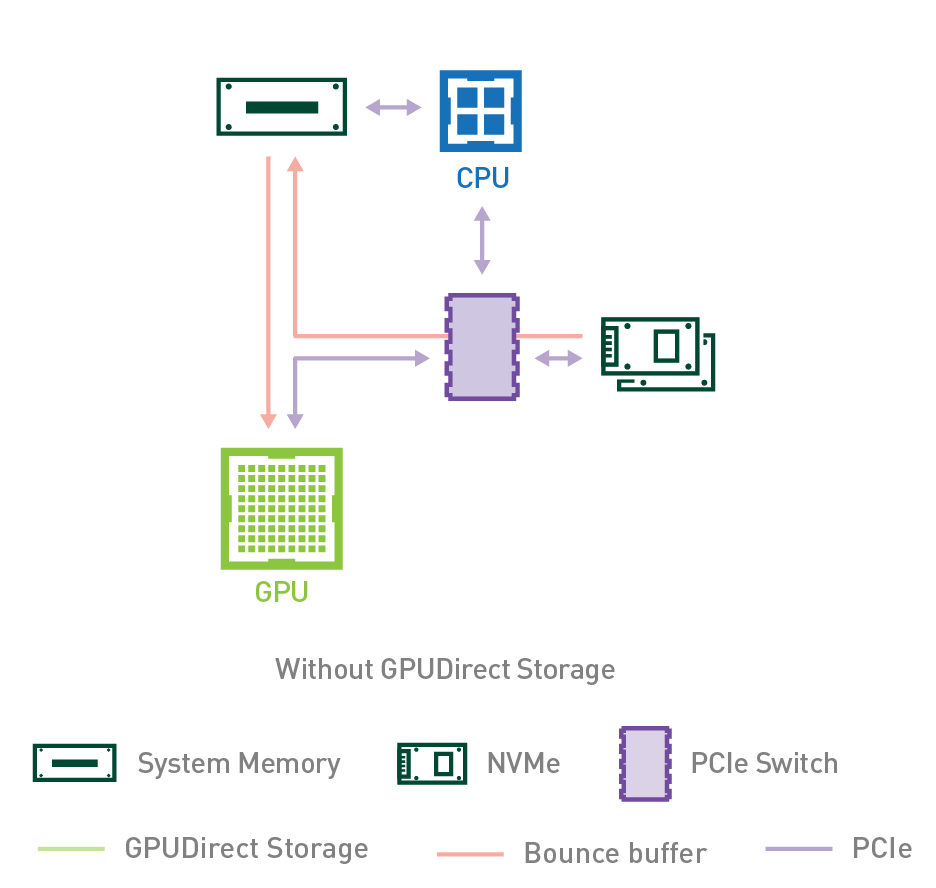 CPU
GPU
Without GPUDirect Storage
System Memory
NVMe
PCIe Switch
GPUDirect Storage
Bounce buffer
PCIe